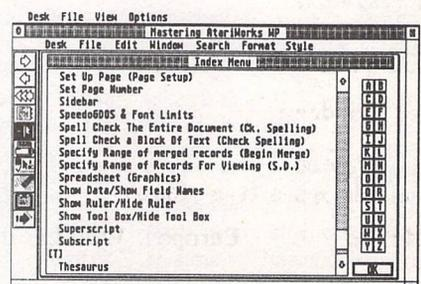 Desk File View Options
Mastering AtariWorks WP
Desk File Edit Window Search Format Style
Index Menu
Set Up Page (Page Setup)
Set Page Number
Sidebar
SpeedoGDOS & Font Limits
Spell Check The Entire Document (Ck. Spelling)
Spell Check a Block Of Text (Check Spelling)
Specify Range of merged records (Begin Merge)
Specify Range of Records For Viewing (S.D.)
Spreadsheet (Graphics)
Show Data/Show Field Names
Show Ruler/Hide Ruler
Show Tool Box/Hide Tool Box
Superscript
Subscript
[T]
Thesaurus
A B
C D
E F
G H
I J
K L
M N
O P
Q R
S T
U V
W X
Y Z
OK